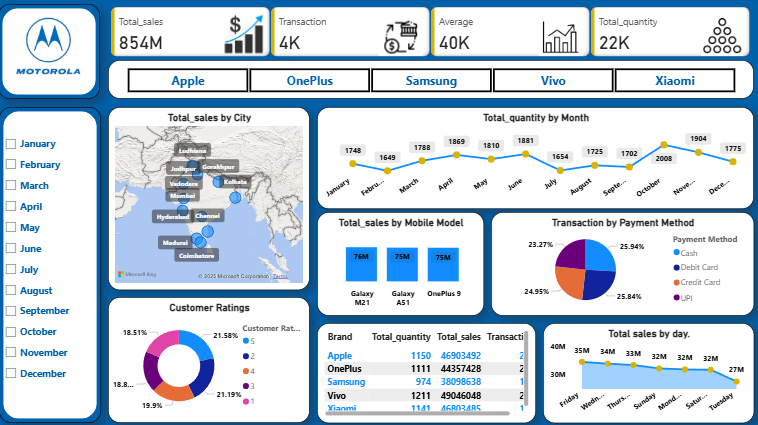 MOTOROLA
Total_sales
854M
Transaction
4K
Average
40K
Total_quantity
22K
Apple
OnePlus
Samsung
Vivo
Xiaomi
January
February
March
April
May
June
July
August
September
October
November
December
Total_sales by City
Ludhiana
Jodhpur
Gorakhpur
Vadodara
Kolkata
Mumbai
Hyderabad
Chennai
Madurai
Coimbatore
Microsoft Bing
© 2025 Microsoft Corporation Terms
Total_quantity by Month
1748
1649
1788
1869
1810
1881
1654
1725
1702
2008
1904
1775
January
Febru...
March
April
May
June
July
August
Septe...
October
Nove...
Dece...
Total_sales by Mobile Model
76M
75M
75M
Galaxy M21
Galaxy A51
OnePlus 9
Transaction by Payment Method
23.27%
25.94%
24.95%
25.84%
Payment Method
Cash
Debit Card
Credit Card
UPI
Customer Ratings
18.51%
21.58%
18.8...
19.9%
21.19%
Customer Rat...
5
2
4
3
1
Brand Total_quantity Total_sales Transacti
Apple 1150 46903492 2
OnePlus 1111 44357428 2
Samsung 974 38098638 1
Vivo 1211 49046048 2
Xiaomi 1141 46803485
Total sales by day.
40M
30M
35M
34M
33M
32M
32M
32M
27M
Friday
Wedn...
Thurs...
Sunday
Mond...
Satur...
Tuesday